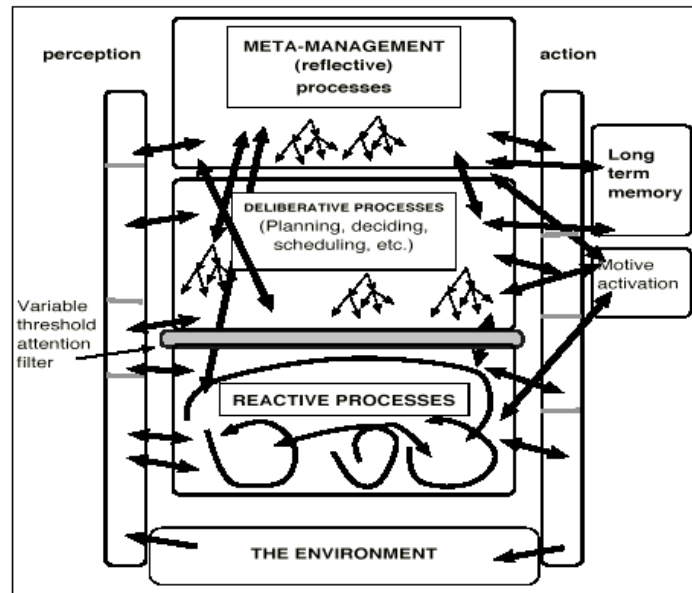 META-MANAGEMENT
(reflective)
processes
perception
action
Long
term
memory
DELIBERATIVE PROCESSES
(Planning, deciding,
scheduling, etc.)
Motive
activation
Variable
threshold
attention
filter
REACTIVE PROCESSES
THE ENVIRONMENT